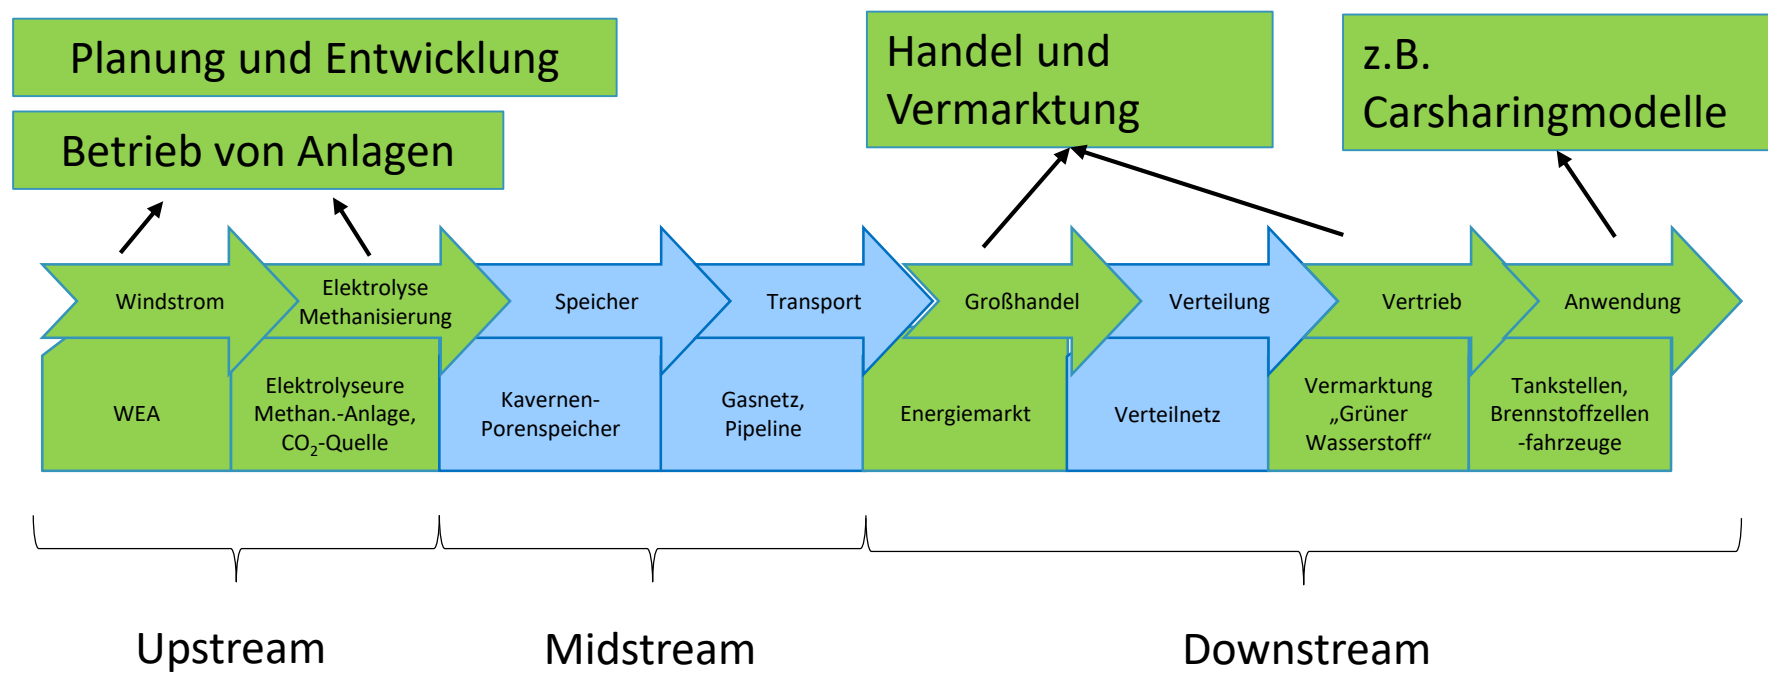 Planung und Entwicklung
Betrieb von Anlagen
Handel und
Vermarktung
z.B.
Carsharingmodelle
Windstrom
Elektrolyse
Methanisierung
Speicher
Transport
Großhandel
Verteilung
Vertrieb
Anwendung
WEA
Elektrolyseure
Methan.-Anlage,
CO₂-Quelle
Kavernen-
Porenspeicher
Gasnetz,
Pipeline
Energiemarkt
Verteilnetz
Vermarktung
„Grüner
Wasserstoff“
Tankstellen,
Brennstoffzellen
-fahrzeuge
Upstream
Midstream
Downstream